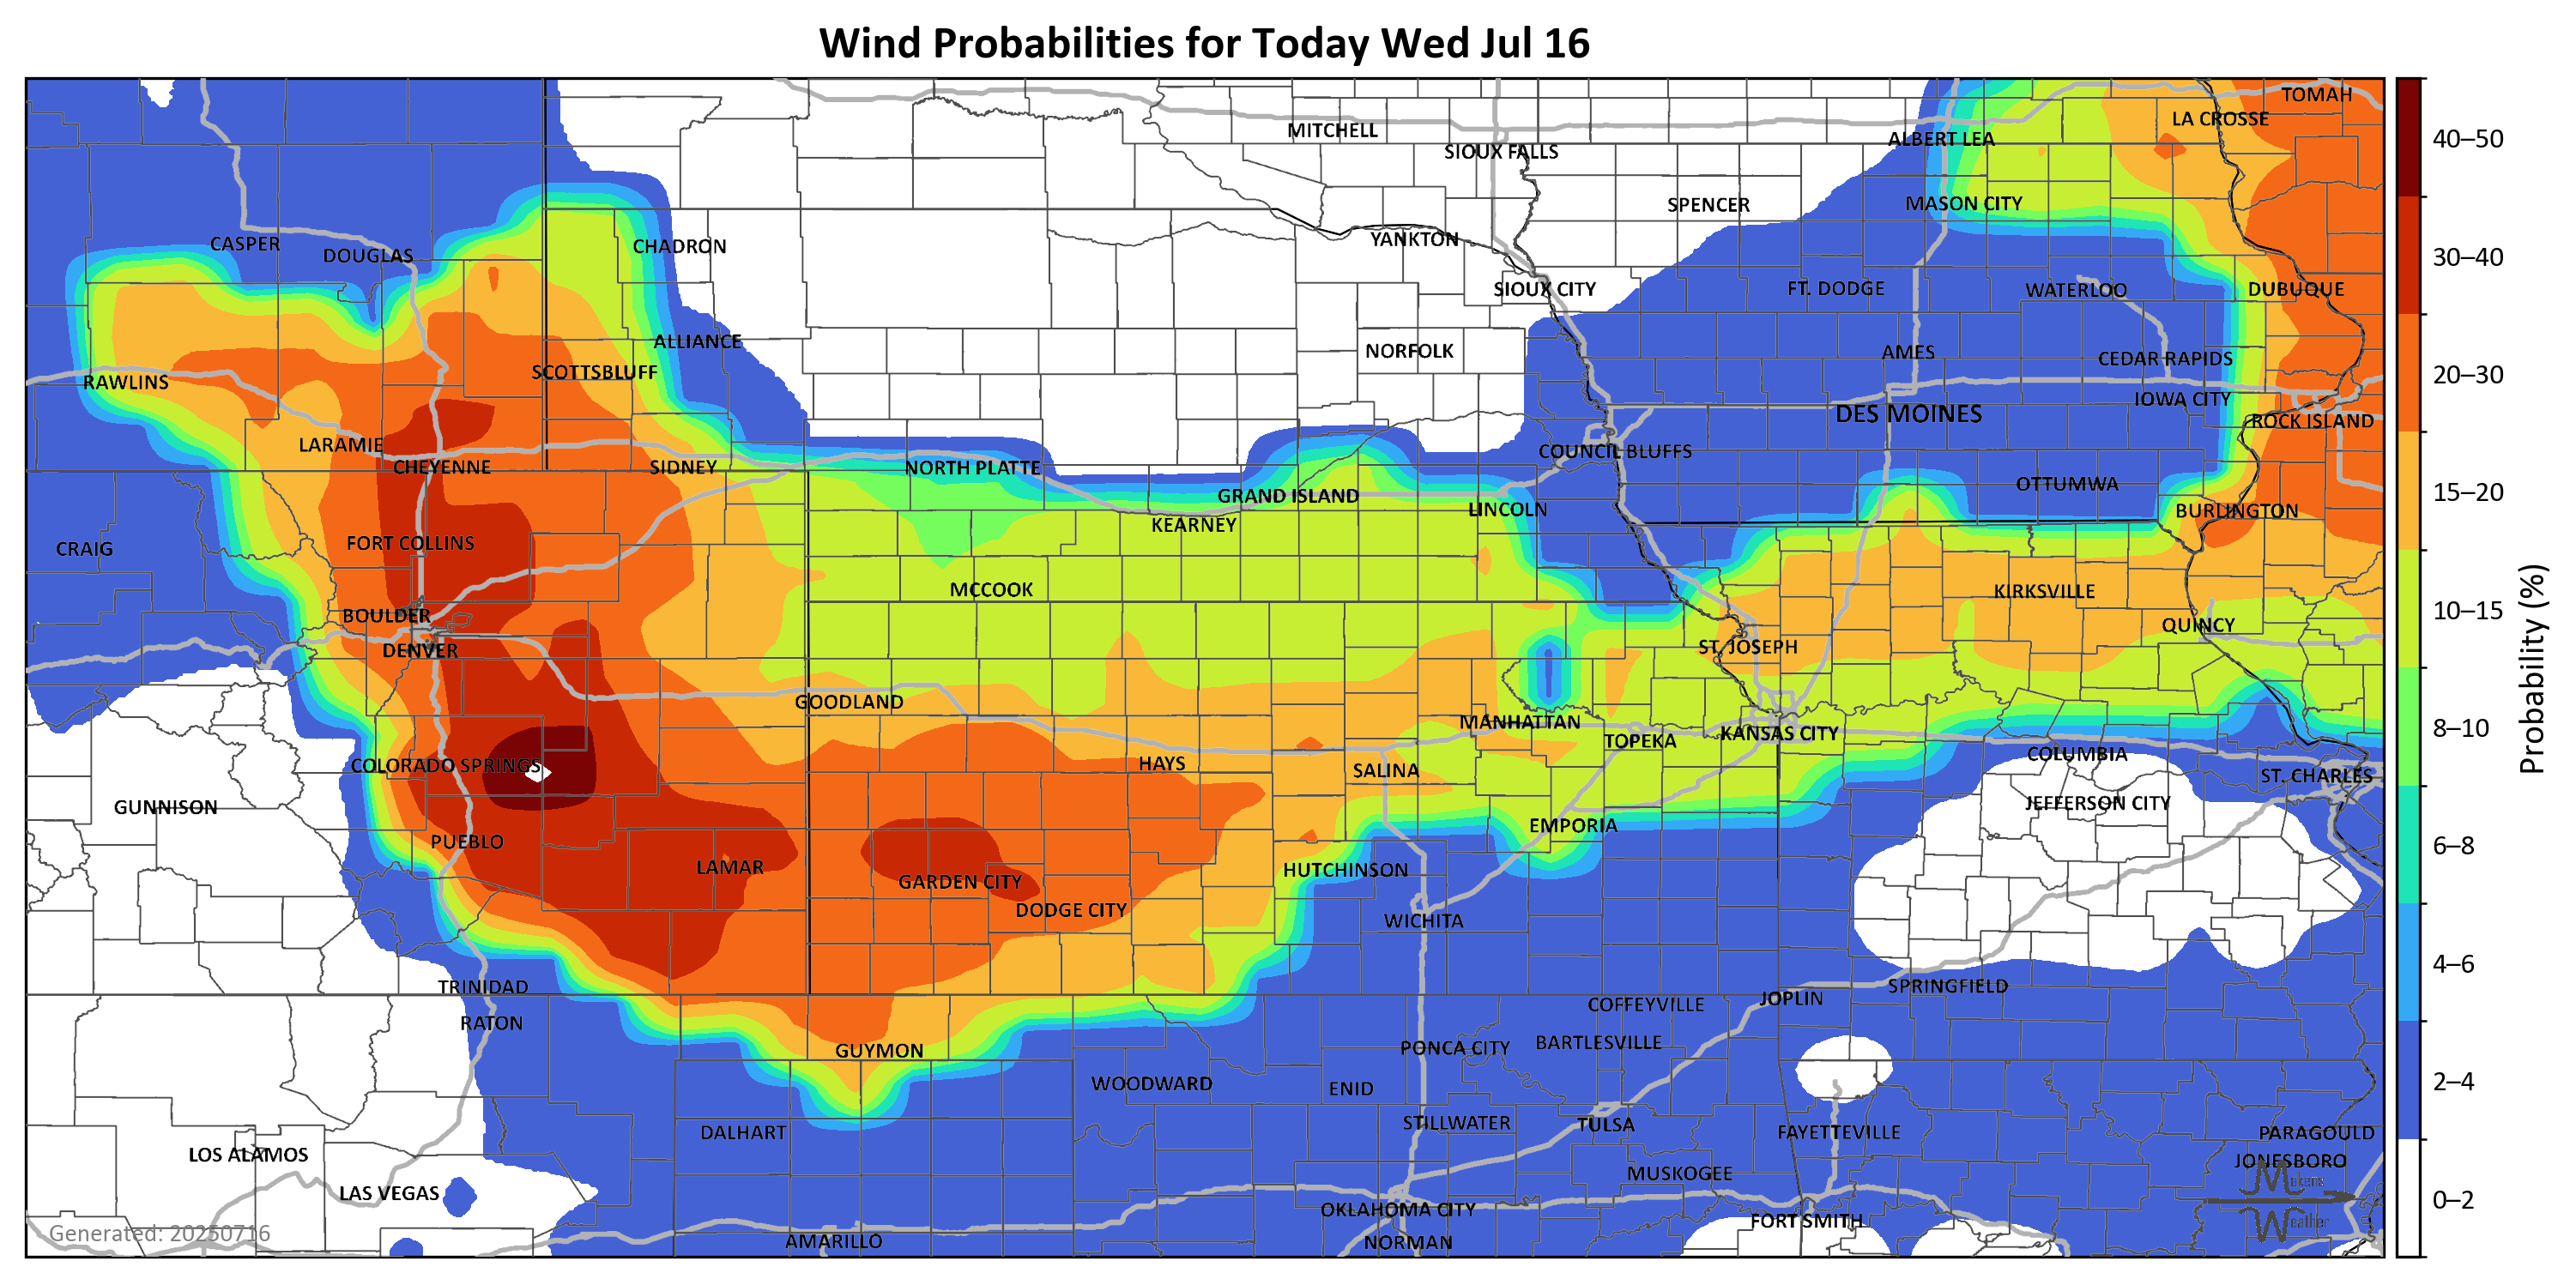 Wind Probabilities for Today Wed Jul 16
TOMAH
LA CROSSE
MITCHELL
ALBERT LEA
SIOUX FALLS
SPENCER
MASON CITY
YANKTON
CASPER
CHADRON
DOUGLAS
SIOUX CITY
FT. DODGE
WATERLOO
DUBUQUE
ALLIANCE
NORFOLK
AMES
CEDAR RAPIDS
RAWLINS
SCOTTSBLUFF
IOWA CITY
DES MOINES
ROCK ISLAND
LARAMIE
COUNCIL BLUFFS
CHEYENNE
SIDNEY
NORTH PLATTE
OTTUMWA
GRAND ISLAND
LINCOLN
BURLINGTON
KEARNEY
CRAIG
FORT COLLINS
MCCOOK
KIRKSVILLE
BOULDER
QUINCY
DENVER
ST. JOSEPH
GOODLAND
MANHATTAN
TOPEKA
KANSAS CITY
COLUMBIA
COLORADO SPRINGS
HAYS
SALINA
ST. CHARLES
GUNNISON
JEFFERSON CITY
EMPORIA
PUEBLO
LAMAR
HUTCHINSON
GARDEN CITY
DODGE CITY
WICHITA
TRINIDAD
SPRINGFIELD
JOPLIN
COFFEYVILLE
RATON
GUYMON
PONCA CITY
BARTLESVILLE
WOODWARD
ENID
STILLWATER
TULSA
DALHART
FAYETTEVILLE
PARAGOULD
LOS ALAMOS
JONESBORO
MUSKOGEE
LAS VEGAS
OKLAHOMA CITY
FORT SMITH
AMARILLO
NORMAN
Generated: 20250716
Weather
40–50
30–40
20–30
15–20
10–15
8–10
6–8
4–6
2–4
0–2
Probability (%)